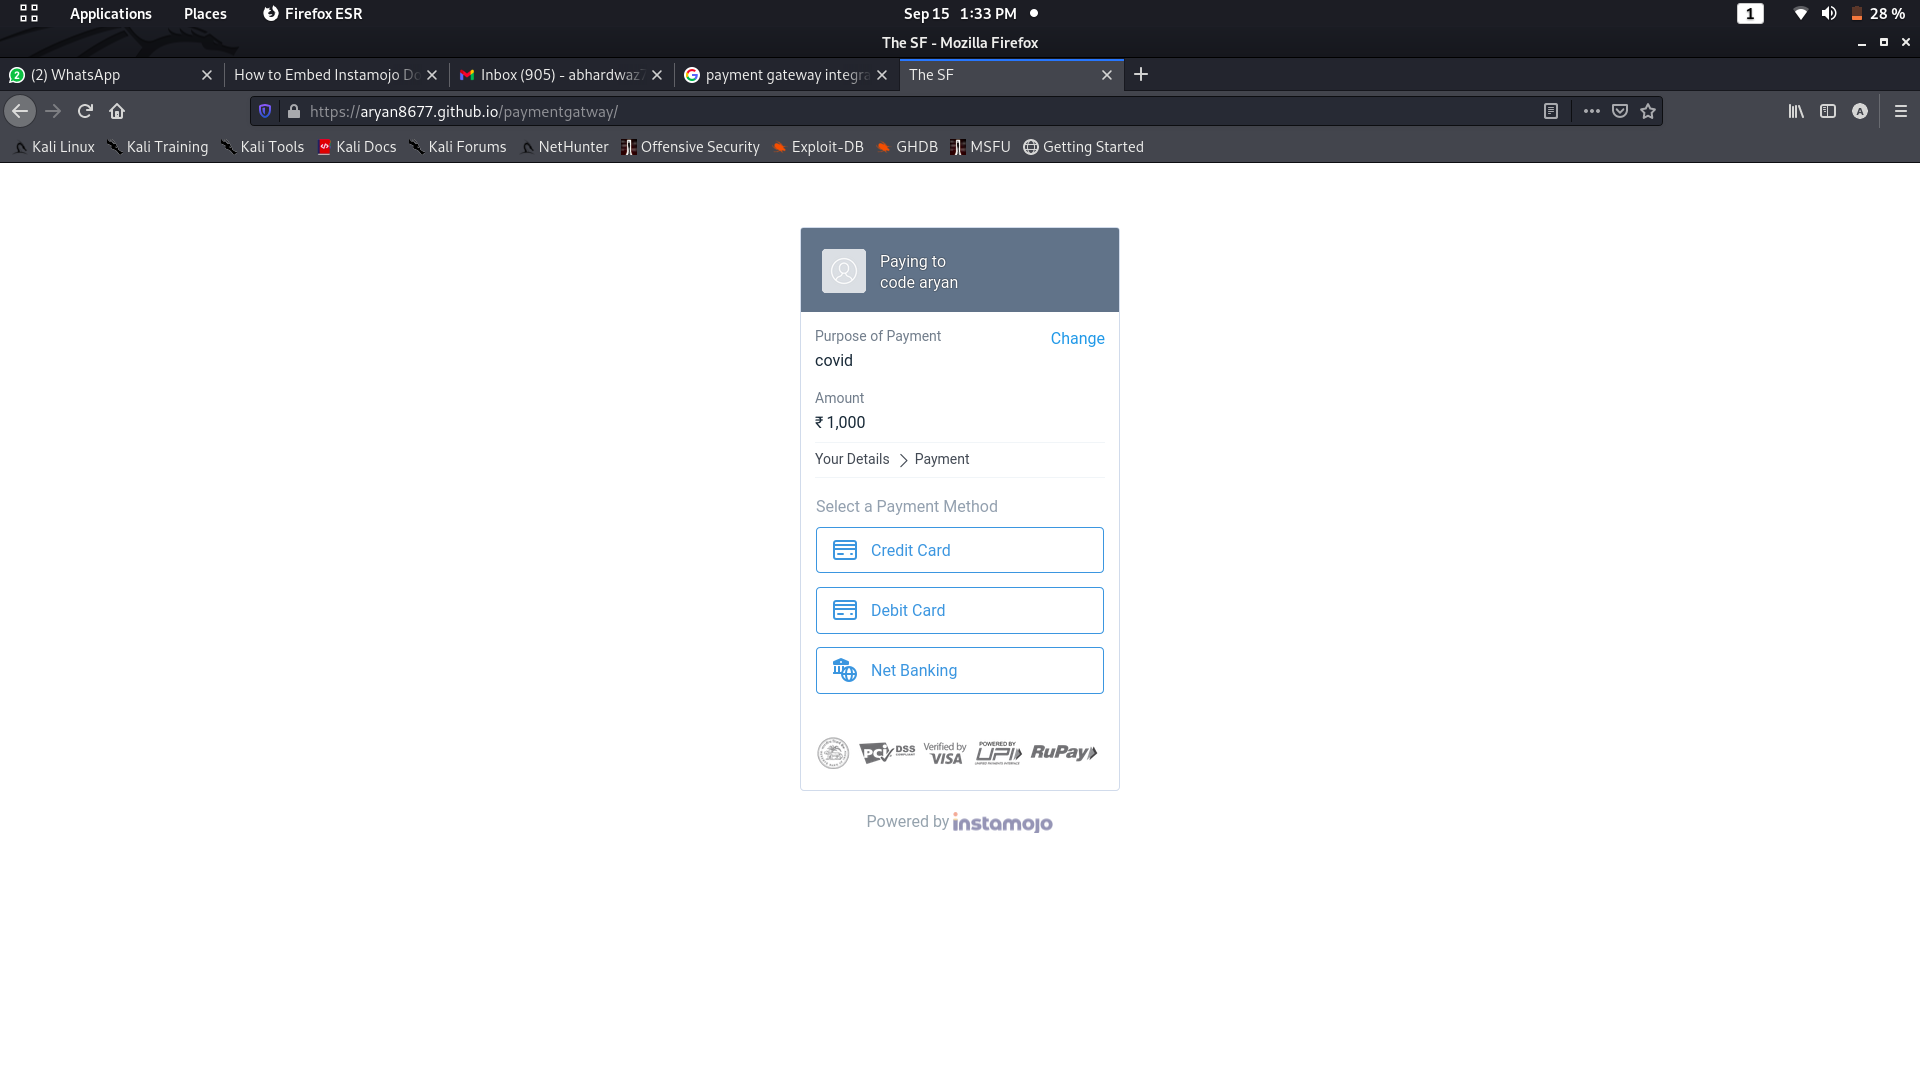 Applications Places Firefox ESR Sep 15 1:33 PM 1 28 %
The SF - Mozilla Firefox
(2) WhatsApp How to Embed Instamojo Do Inbox (905) - abhardwaz7 payment gateway integra The SF
https://aryan8677.github.io/paymentgatway/
Kali Linux Kali Training Kali Tools Kali Docs Kali Forums NetHunter Offensive Security Exploit-DB GHDB MSFU Getting Started
Paying to
code aryan
Purpose of Payment Change
covid
Amount
₹ 1,000
Your Details Payment
Select a Payment Method
Credit Card
Debit Card
Net Banking
PCI DSS Verified by VISA POWERED BY UPI RuPay
Powered by instamojo